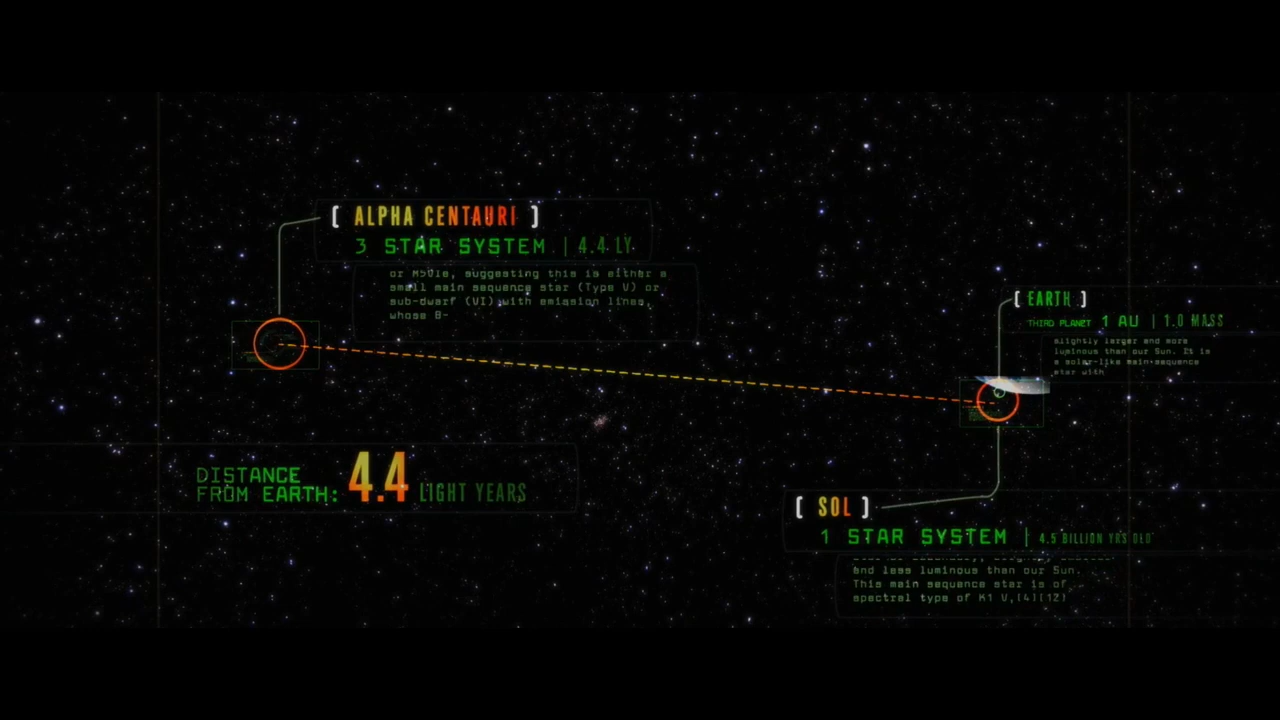 [ ALPHA CENTAURI ]
3 STAR SYSTEM | 4.4 LY
suggesting this is either a
small main sequence star (Type V) or
sub-dwarf (VI) with emission lines,
whose B-
[ EARTH ]
THIRD PLANET 1 AU | 1.0 MASS
slightly larger and more
luminous than our Sun. It is
a solar-like main-sequence
star with
DISTANCE
FROM EARTH: 4.4 LIGHT YEARS
[ SOL ]
1 STAR SYSTEM | 4.5 BILLION YRS OLD
and less luminous than our Sun.
This main sequence star is of
spectral type of K1 V,[4][12]